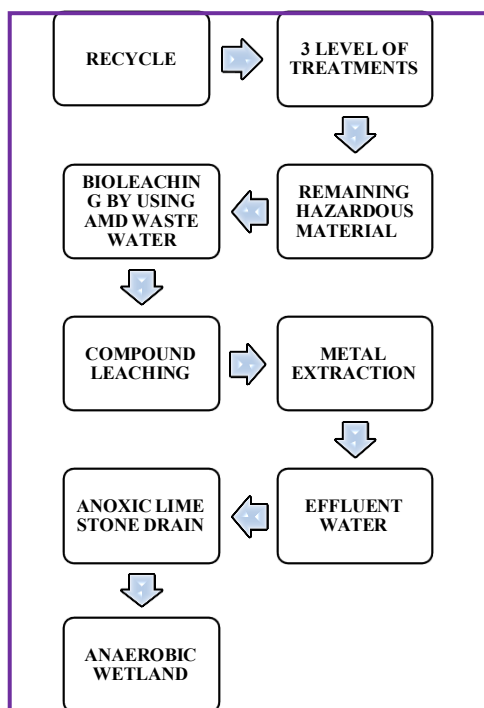 RECYCLE
3 LEVEL OF
TREATMENTS
REMAINING
HAZARDOUS
MATERIAL
BIOLEACHIN
G BY USING
AMD WASTE
WATER
COMPOUND
LEACHING
METAL
EXTRACTION
EFFLUENT
WATER
ANOXIC LIME
STONE DRAIN
ANAEROBIC
WETLAND